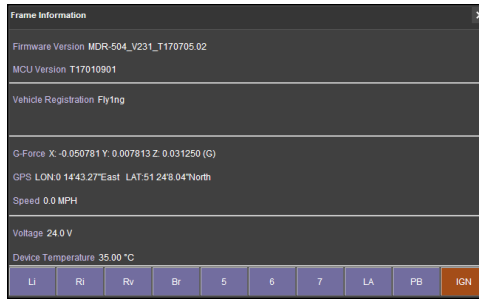 Frame Information
Firmware Version MDR-504_V231_T170705.02
MCU Version T17010901
Vehicle Registration Fly1ng
G-Force X: -0.050781 Y: 0.007813 Z: 0.031250 (G)
GPS LON:0 14'43.27"East LAT:51 24'8.04"North
Speed 0.0 MPH
Voltage 24.0 V
Device Temperature 35.00 °C
Li Ri Rv Br 5 6 7 LA PB IGN